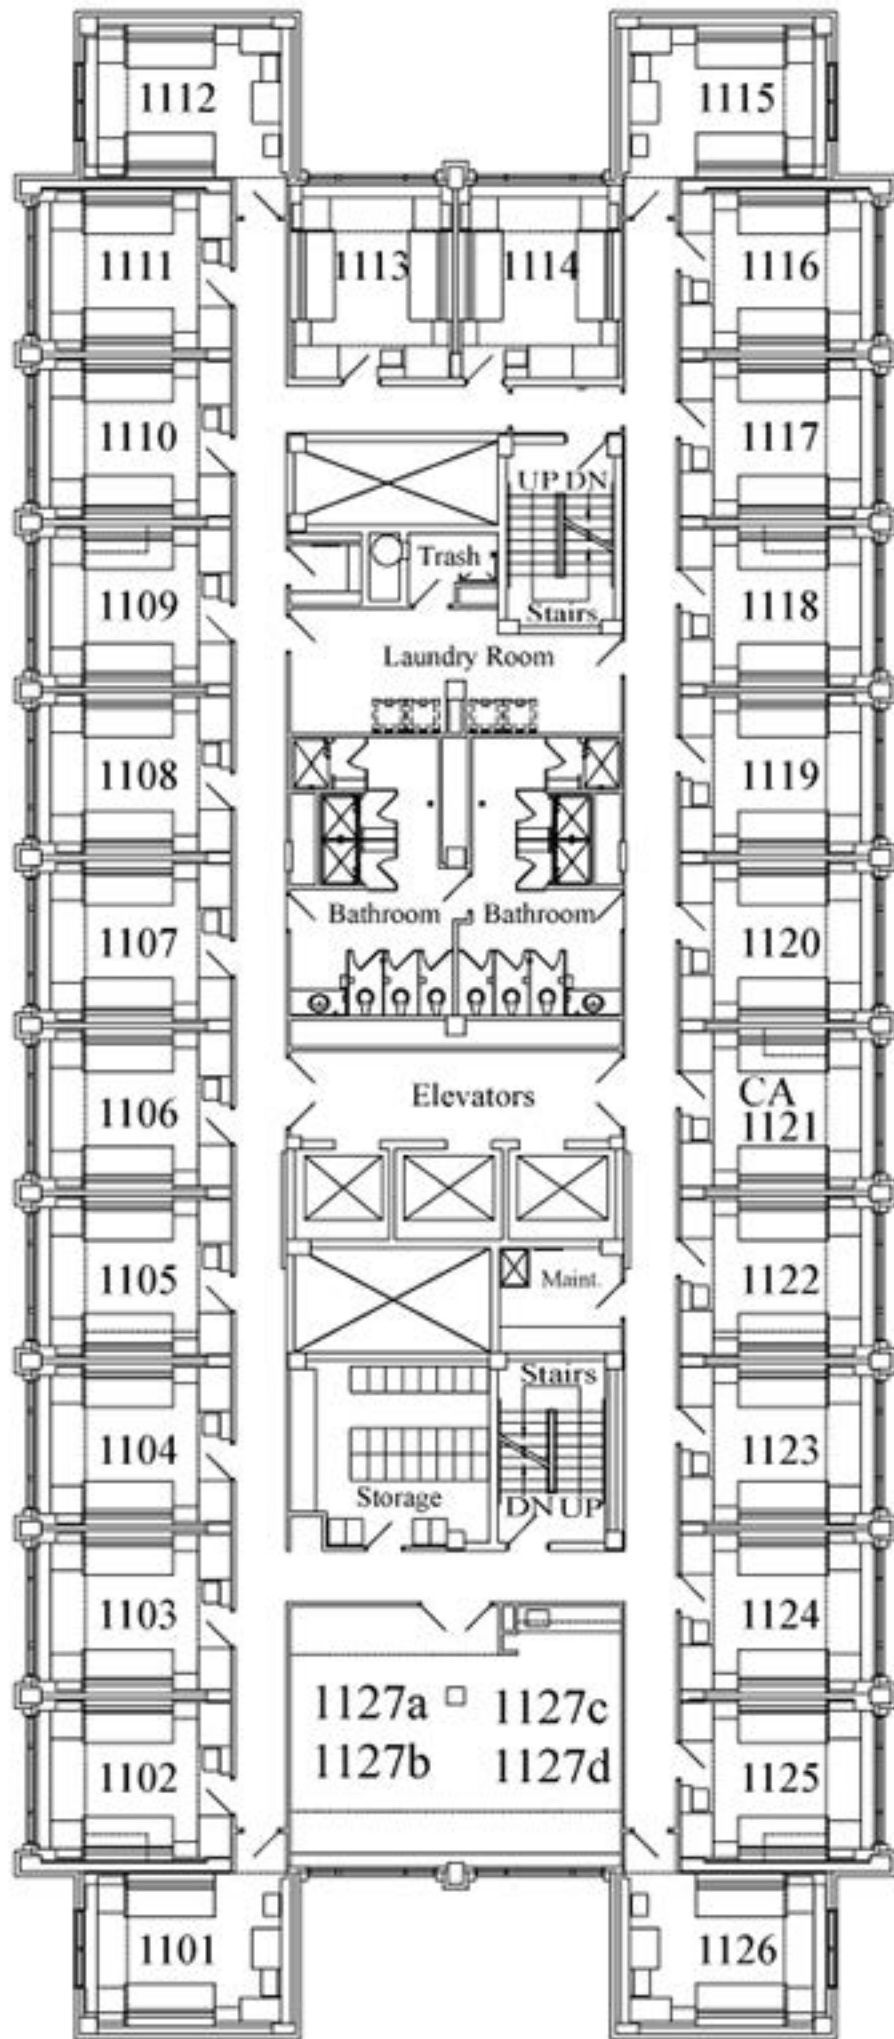 1112
1115
1111
1113
1114
1116
1110
1117
UP DN
1109
Trash
1118
Stairs
Laundry Room
1108
1119
1107
Bathroom
Bathroom
1120
Elevators
CA
1106
1121
1105
Maint.
1122
Stairs
1104
1123
Storage
DN UP
1103
1124
1127a
1127c
1127b
1127d
1102
1125
1101
1126